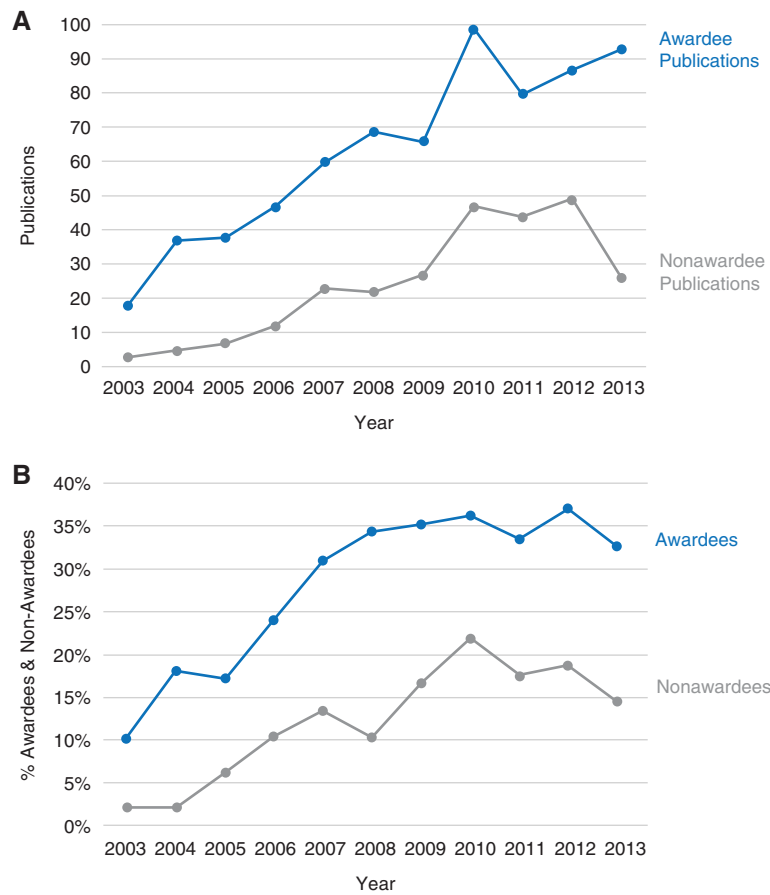 A
100
90
80
70
60
50
40
30
20
10
0
Publications
Awardee
Publications
Nonawardee
Publications
2003 2004 2005 2006 2007 2008 2009 2010 2011 2012 2013
Year
B
40%
35%
30%
25%
20%
15%
10%
5%
0%
% Awardees & Non-Awardees
Awardees
Nonawardees
2003 2004 2005 2006 2007 2008 2009 2010 2011 2012 2013
Year